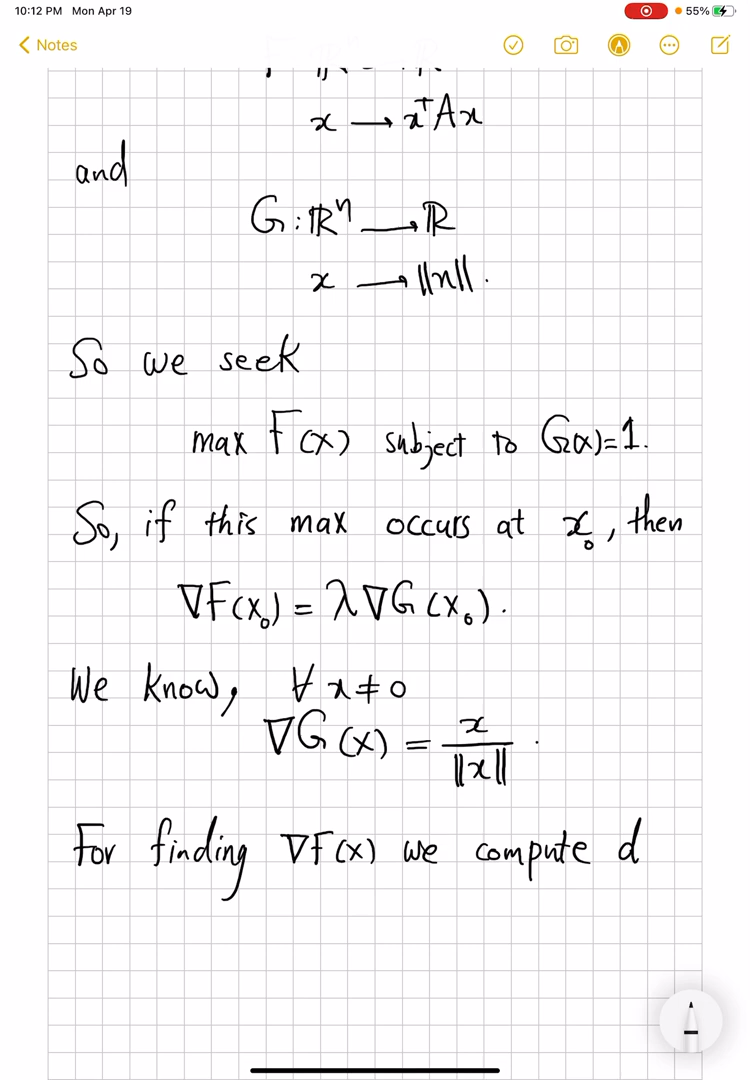 10:12 PM Mon Apr 19
55%
Notes
x → xᵀAx
and
G : ℝⁿ → ℝ
x → ||x|| .
So we seek
max F(x) subject to G(x)=1.
So, if this max occurs at x₀, then
∇F(x₀) = λ∇G(x₀).
We know, ∀ x ≠ 0
∇G(x) = x / ||x|| .
For finding ∇F(x) we compute d